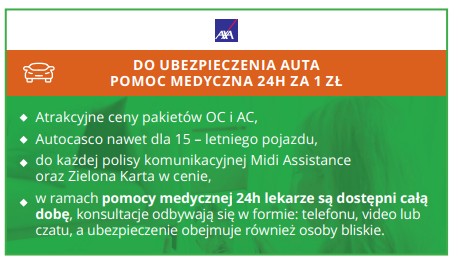 AXA
DO UBEZPIECZENIA AUTA
POMOC MEDYCZNA 24H ZA 1 ZŁ
Atrakcyjne ceny pakietów OC i AC,
Autocasco nawet dla 15 – letniego pojazdu,
do każdej polisy komunikacyjnej Midi Assistance
oraz Zielona Karta w cenie,
w ramach pomocy medycznej 24h lekarze są dostępni całą
dobę, konsultacje odbywają się w formie: telefonu, video lub
czatu, a ubezpieczenie obejmuje również osoby bliskie.